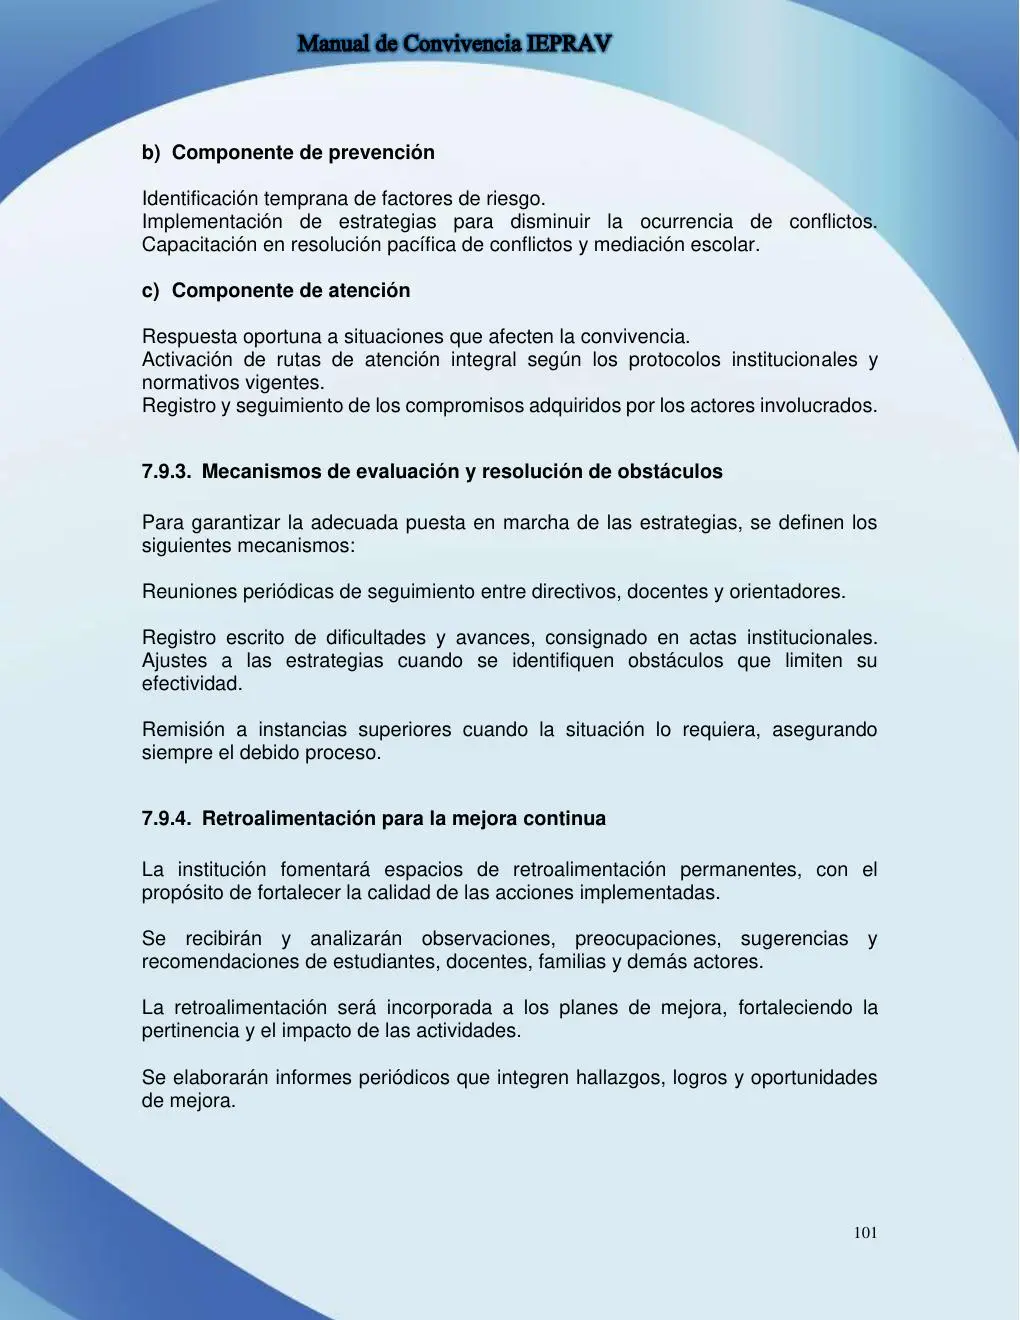 Manual de Convivencia IEPRAV
b) Componente de prevención
Identificación temprana de factores de riesgo.
Implementación de estrategias para disminuir la ocurrencia de conflictos.
Capacitación en resolución pacífica de conflictos y mediación escolar.
c) Componente de atención
Respuesta oportuna a situaciones que afecten la convivencia.
Activación de rutas de atención integral según los protocolos institucionales y
normativos vigentes.
Registro y seguimiento de los compromisos adquiridos por los actores involucrados.
7.9.3. Mecanismos de evaluación y resolución de obstáculos
Para garantizar la adecuada puesta en marcha de las estrategias, se definen los
siguientes mecanismos:
Reuniones periódicas de seguimiento entre directivos, docentes y orientadores.
Registro escrito de dificultades y avances, consignado en actas institucionales.
Ajustes a las estrategias cuando se identifiquen obstáculos que limiten su
efectividad.
Remisión a instancias superiores cuando la situación lo requiera, asegurando
siempre el debido proceso.
7.9.4. Retroalimentación para la mejora continua
La institución fomentará espacios de retroalimentación permanentes, con el
propósito de fortalecer la calidad de las acciones implementadas.
Se recibirán y analizarán observaciones, preocupaciones, sugerencias y
recomendaciones de estudiantes, docentes, familias y demás actores.
La retroalimentación será incorporada a los planes de mejora, fortaleciendo la
pertinencia y el impacto de las actividades.
Se elaborarán informes periódicos que integren hallazgos, logros y oportunidades
de mejora.
101